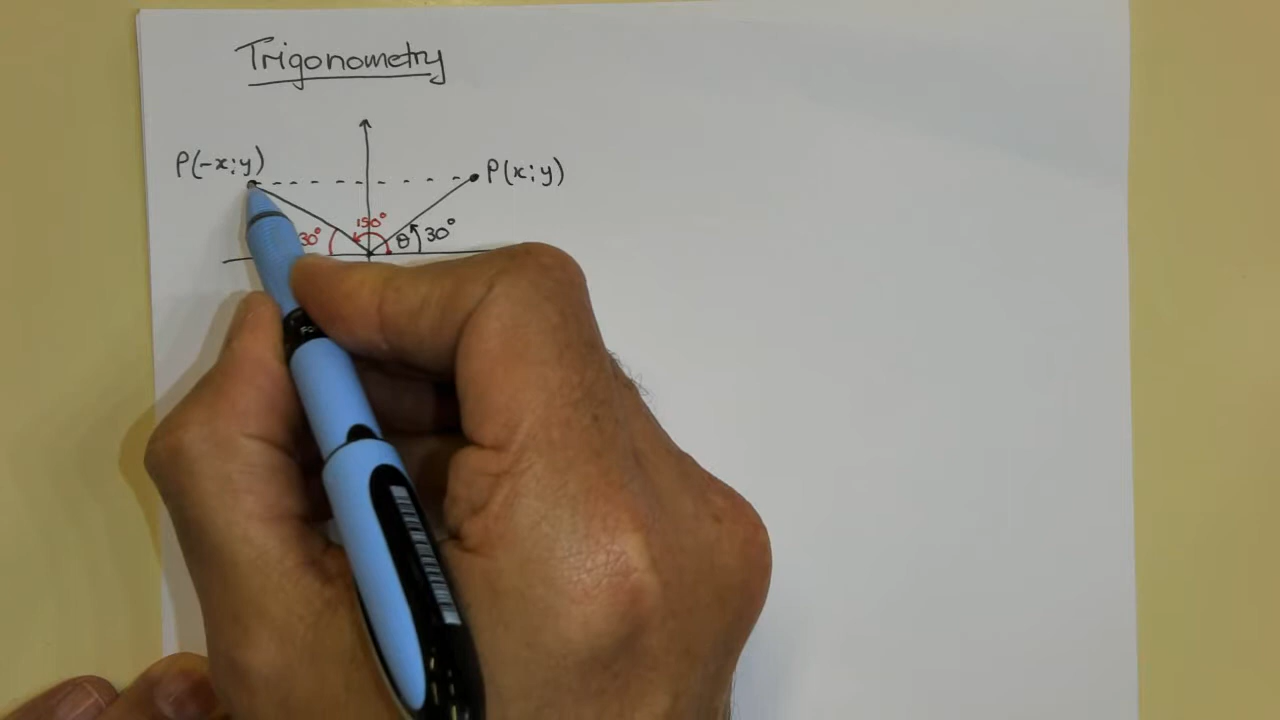 Trigonometry
P(-x;y) P(x;y)
30° 150° θ 30°